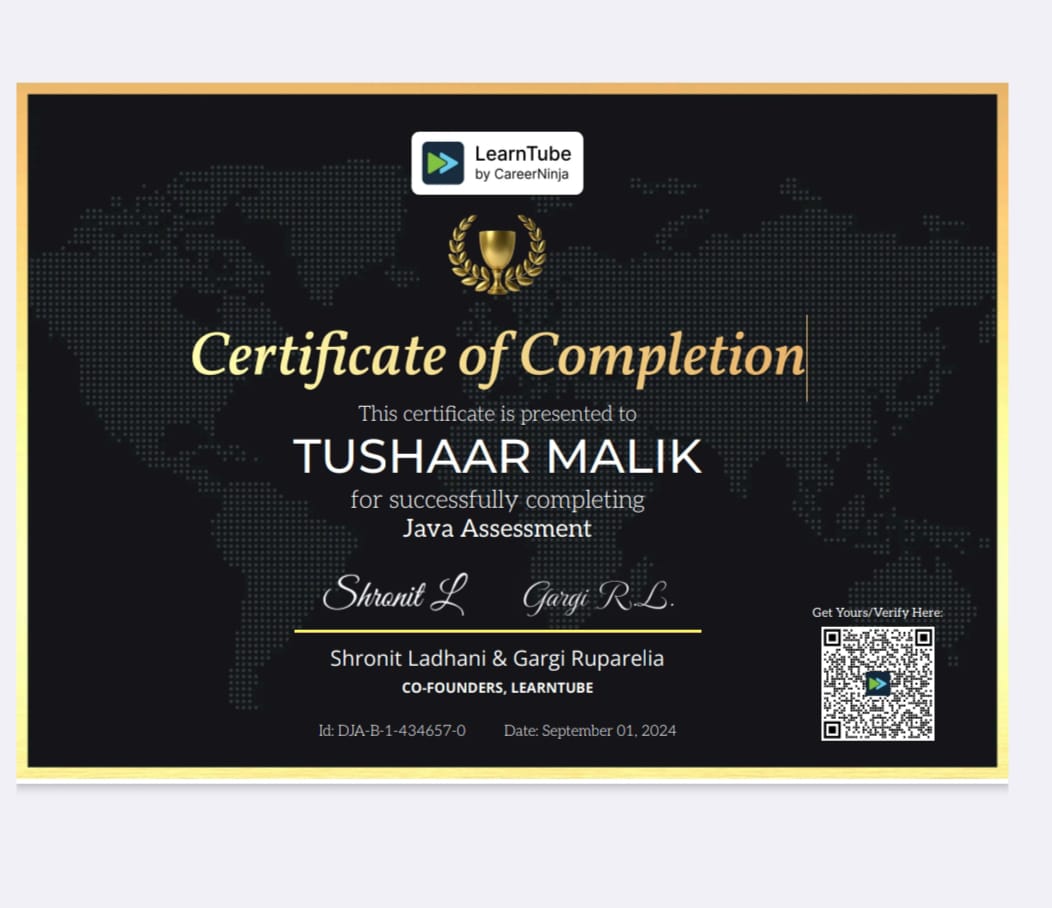 LearnTube
by CareerNinja
Certificate of Completion
This certificate is presented to
TUSHAAR MALIK
for successfully completing
Java Assessment
Shronit L Gargi R.L.
Shronit Ladhani & Gargi Ruparelia
CO-FOUNDERS, LEARNTUBE
Id: DJA-B-1-434657-0 Date: September 01, 2024
Get Yours/Verify Here: